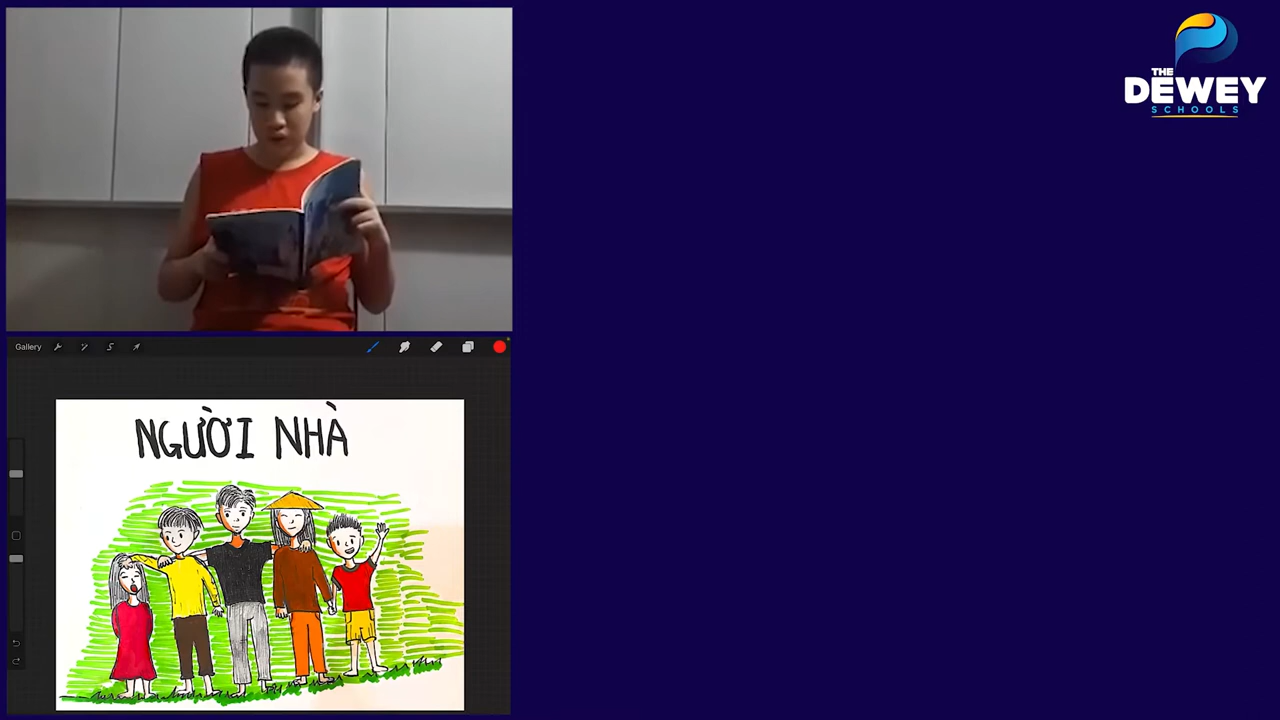 THE
DEWEY
SCHOOLS
Gallery
NGƯỜI NHÀ